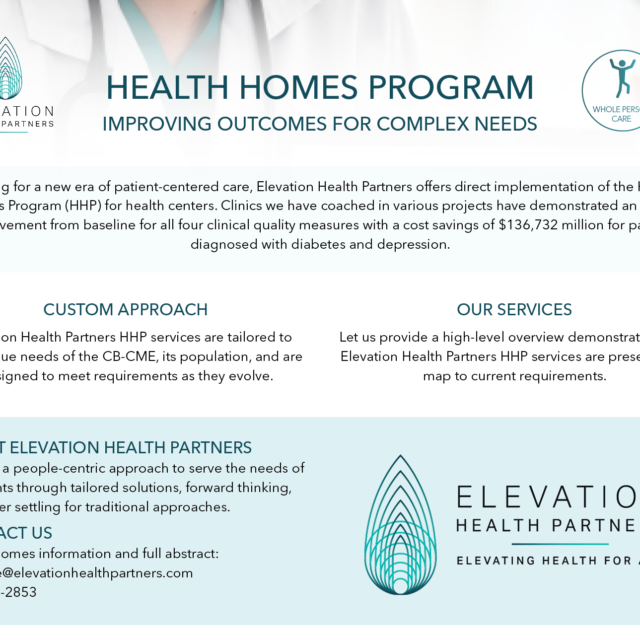 ATION
PARTNERS
HEALTH HOMES PROGRAM
IMPROVING OUTCOMES FOR COMPLEX NEEDS
WHOLE PERSO
CARE
g for a new era of patient-centered care, Elevation Health Partners offers direct implementation of the H
s Program (HHP) for health centers. Clinics we have coached in various projects have demonstrated an
vement from baseline for all four clinical quality measures with a cost savings of $136,732 million for pa
diagnosed with diabetes and depression.
CUSTOM APPROACH
on Health Partners HHP services are tailored to
ue needs of the CB-CME, its population, and are
signed to meet requirements as they evolve.
OUR SERVICES
Let us provide a high-level overview demonstrat
Elevation Health Partners HHP services are prese
map to current requirements.
T ELEVATION HEALTH PARTNERS
a people-centric approach to serve the needs of
nts through tailored solutions, forward thinking,
er settling for traditional approaches.
ACT US
omes information and full abstract:
e@elevationhealthpartners.com
-2853
ELEVATIO
HEALTH PARTNE
ELEVATING HEALTH FOR A